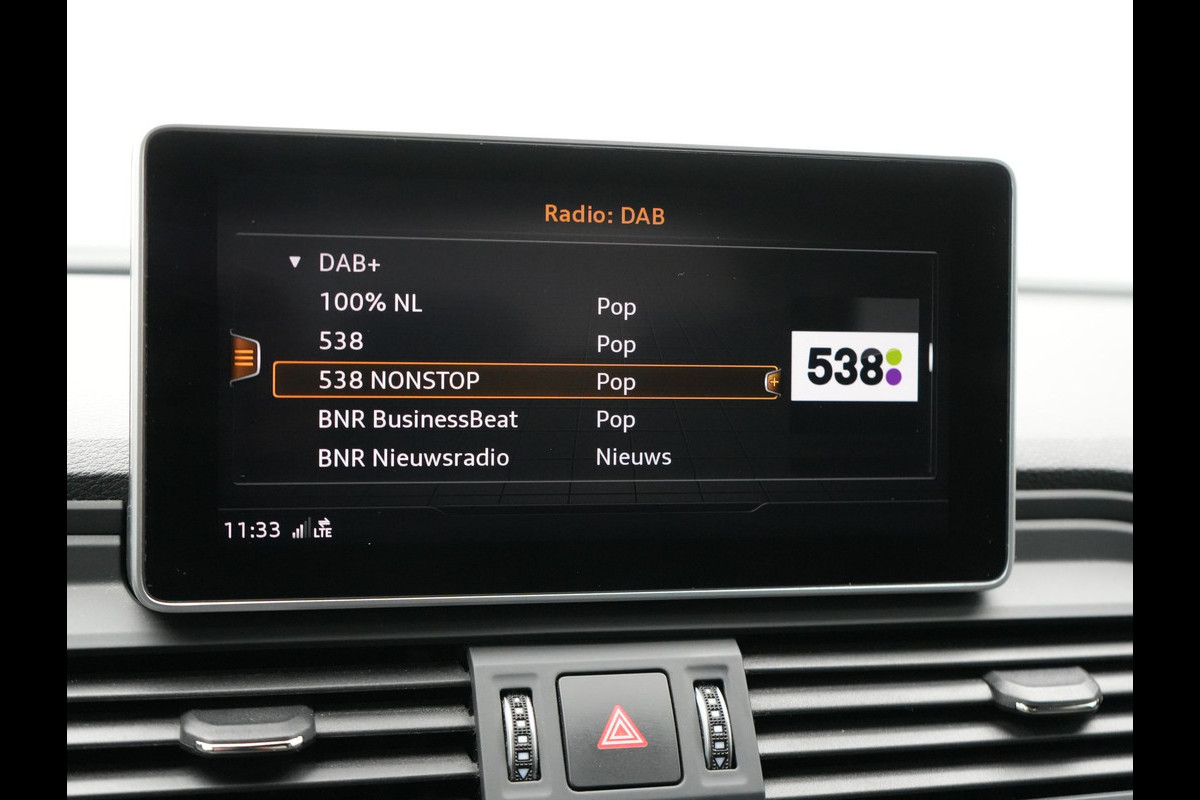 Radio: DAB
▼ DAB+
100% NL Pop
538 Pop
538 NONSTOP Pop +
538
BNR BusinessBeat Pop
BNR Nieuwsradio Nieuws
11:33 LTE